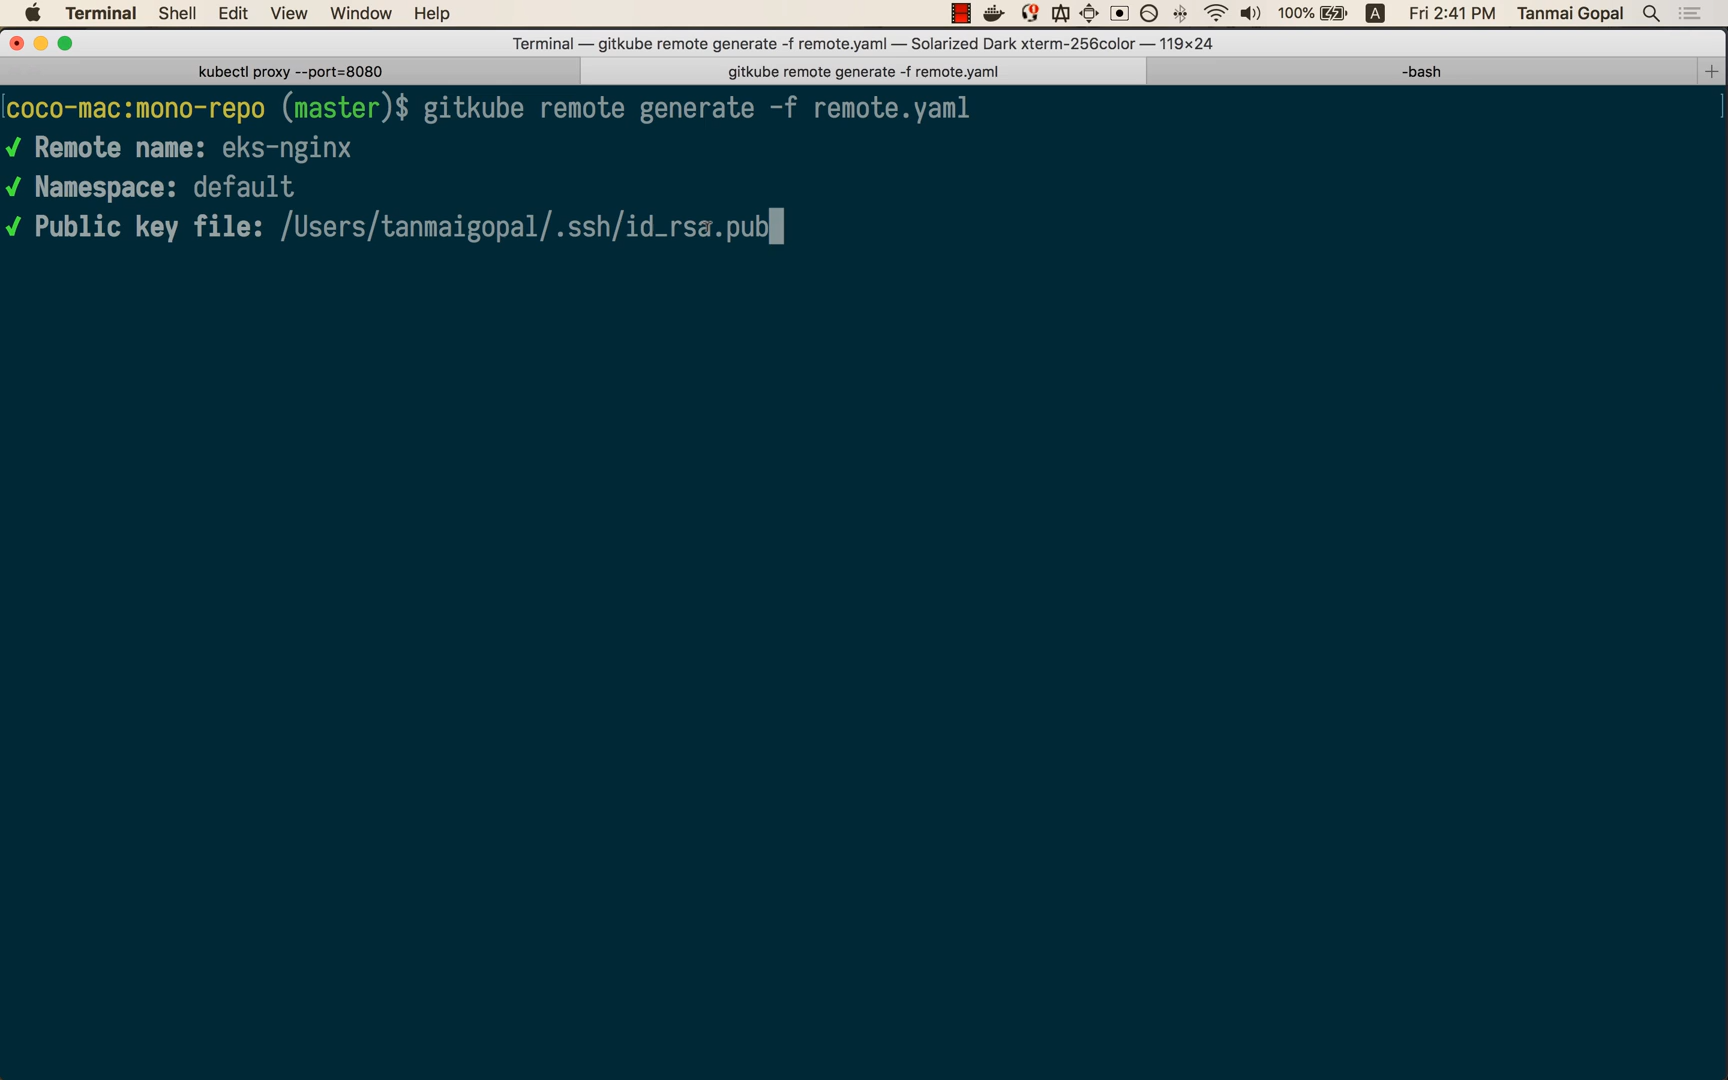 Terminal Shell Edit View Window Help 100% A Fri 2:41 PM Tanmai Gopal
Terminal — gitkube remote generate -f remote.yaml — Solarized Dark xterm-256color — 119×24
kubectl proxy --port=8080 gitkube remote generate -f remote.yaml -bash +
[coco-mac:mono-repo (master)$ gitkube remote generate -f remote.yaml ]
✓ Remote name: eks-nginx
✓ Namespace: default
✓ Public key file: /Users/tanmaigopal/.ssh/id_rsa.pub